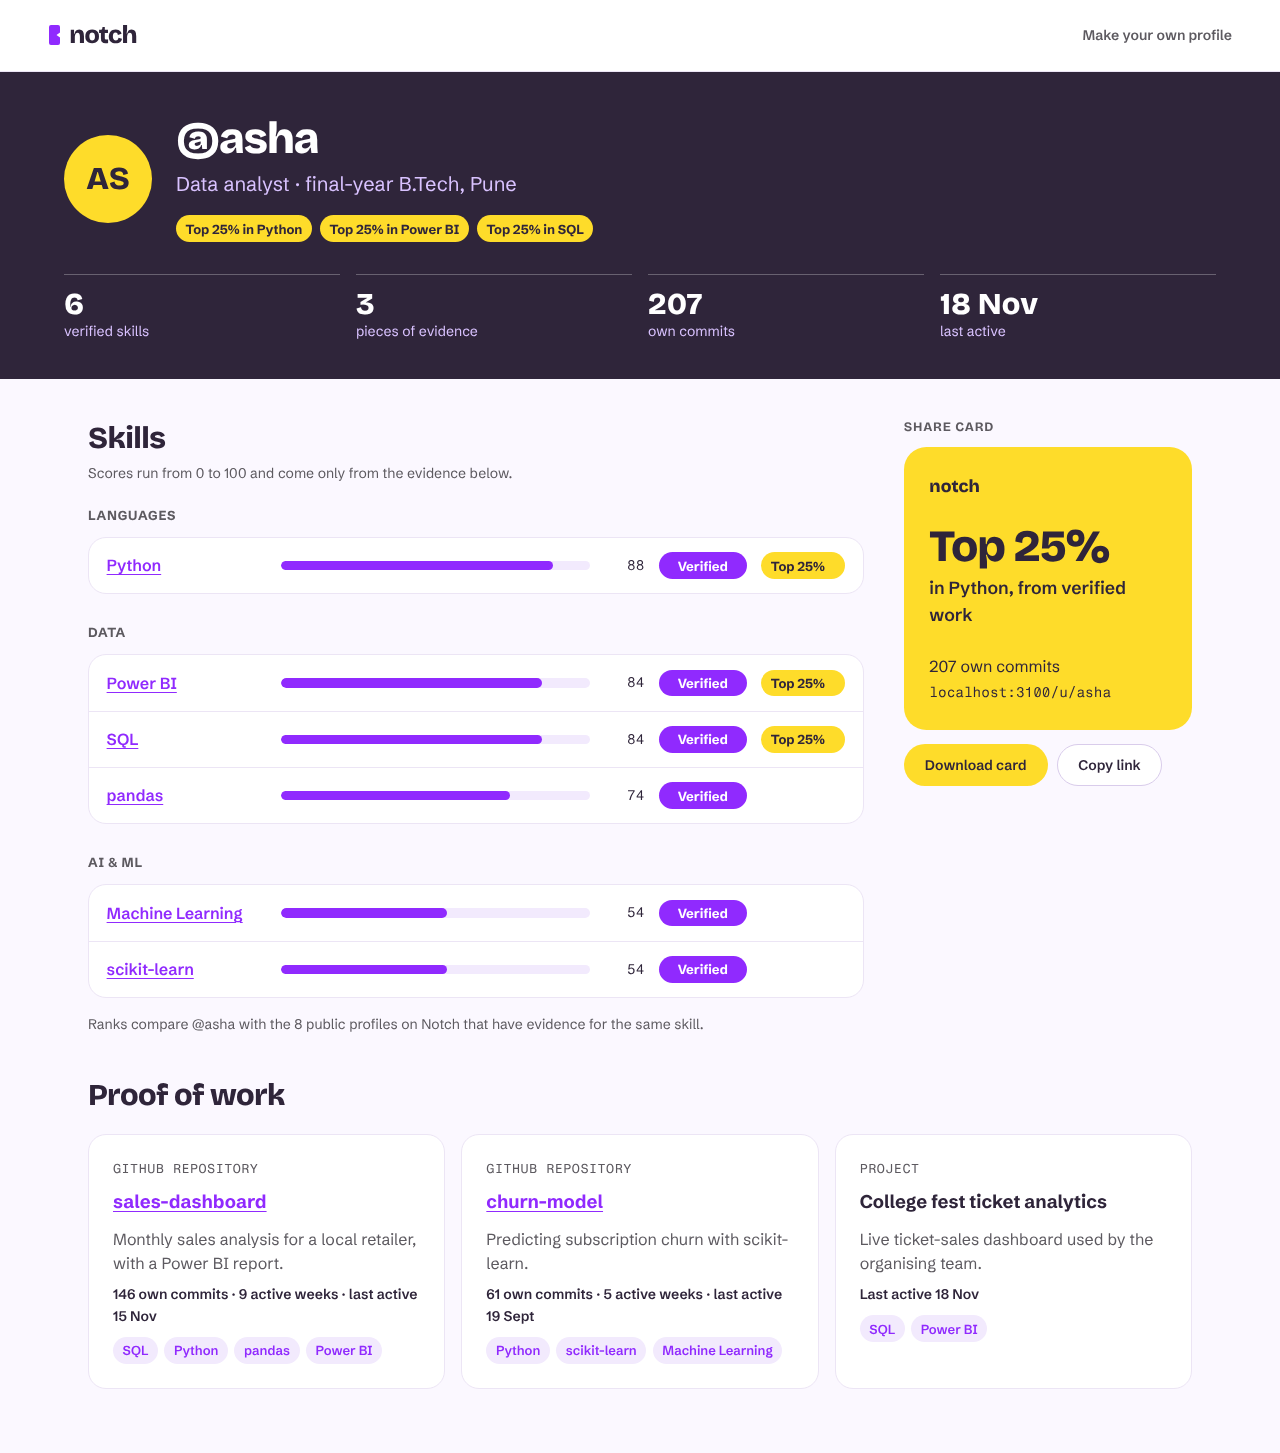 notch
Make your own profile
AS
@asha
Data analyst · final-year B.Tech, Pune
Top 25% in Python
Top 25% in Power BI
Top 25% in SQL
6
verified skills
3
pieces of evidence
207
own commits
18 Nov
last active
Skills
Scores run from 0 to 100 and come only from the evidence below.
LANGUAGES
Python 88 Verified Top 25%
DATA
Power BI 84 Verified Top 25%
SQL 84 Verified Top 25%
pandas 74 Verified
AI & ML
Machine Learning 54 Verified
scikit-learn 54 Verified
Ranks compare @asha with the 8 public profiles on Notch that have evidence for the same skill.
SHARE CARD
notch
Top 25%
in Python, from verified
work
207 own commits
localhost:3100/u/asha
Download card
Copy link
Proof of work
GITHUB REPOSITORY
sales-dashboard
Monthly sales analysis for a local retailer,
with a Power BI report.
146 own commits · 9 active weeks · last active
15 Nov
SQL Python pandas Power BI
GITHUB REPOSITORY
churn-model
Predicting subscription churn with scikit-
learn.
61 own commits · 5 active weeks · last active
19 Sept
Python scikit-learn Machine Learning
PROJECT
College fest ticket analytics
Live ticket-sales dashboard used by the
organising team.
Last active 18 Nov
SQL Power BI